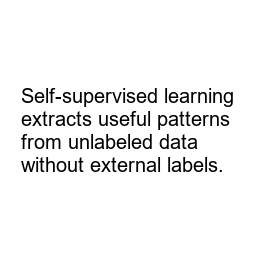 Self-supervised learning
extracts useful patterns
from unlabeled data
without external labels.